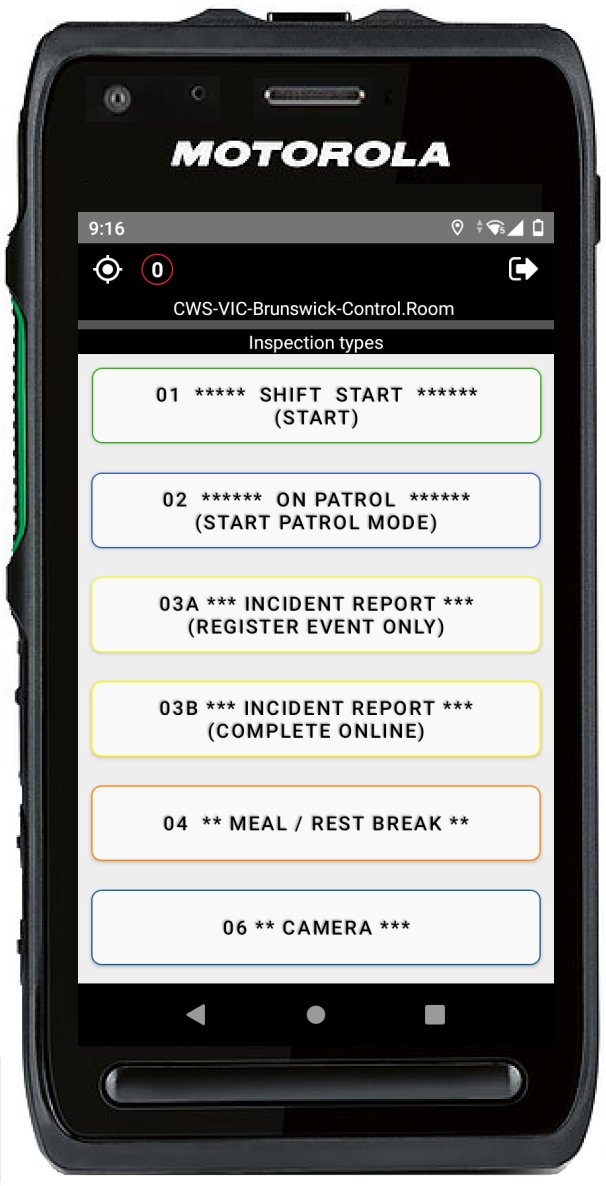 MOTOROLA
9:16
5
0
CWS-VIC-Brunswick-Control.Room
Inspection types
01 ***** SHIFT START ******
(START)
02 ****** ON PATROL ******
(START PATROL MODE)
03A *** INCIDENT REPORT ***
(REGISTER EVENT ONLY)
03B *** INCIDENT REPORT ***
(COMPLETE ONLINE)
04 ** MEAL / REST BREAK **
06 ** CAMERA ***